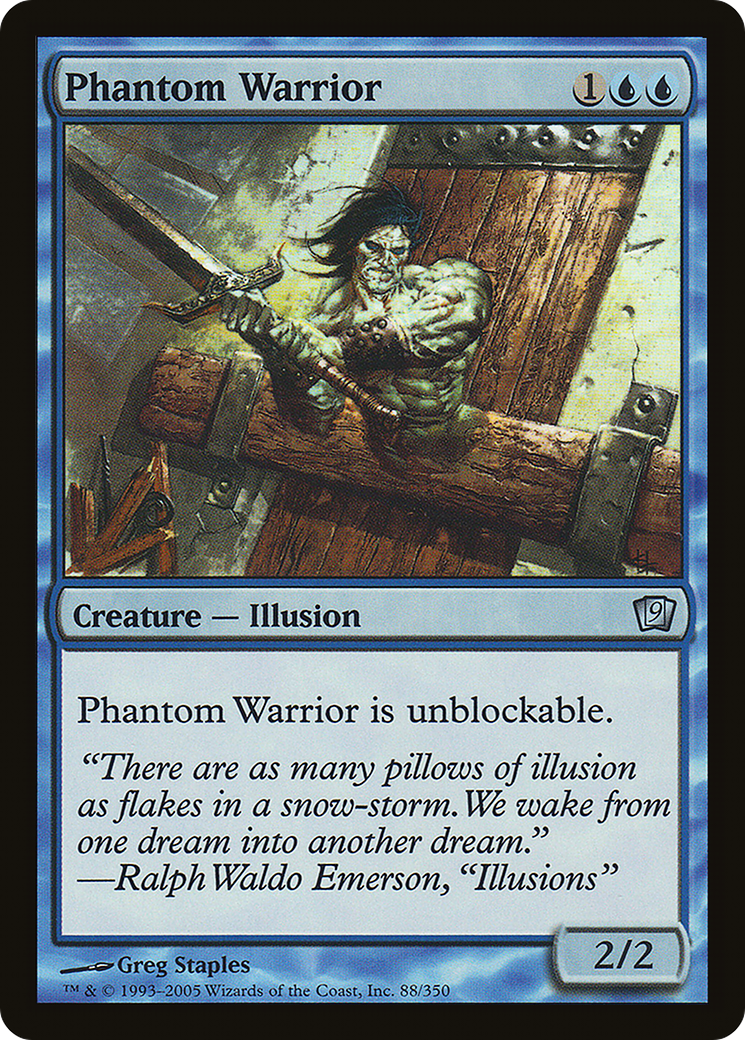 Phantom Warrior
1
Creature — Illusion
9
Phantom Warrior is unblockable.
“There are as many pillows of illusion
as flakes in a snow-storm. We wake from
one dream into another dream.”
—Ralph Waldo Emerson, “Illusions”
2/2
Greg Staples
™ & © 1993–2005 Wizards of the Coast, Inc. 88/350